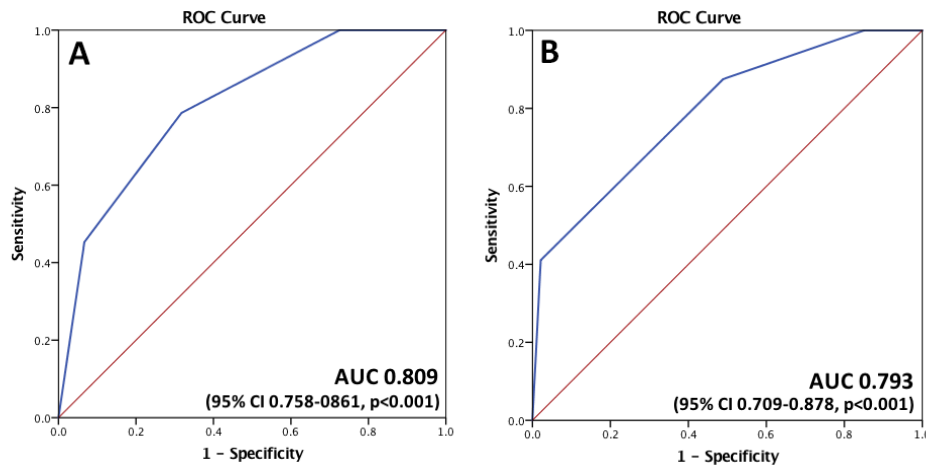 ROC Curve
A
1.0
0.8
0.6
0.4
0.2
0.0
Sensitivity
AUC 0.809
(95% CI 0.758-0861, p<0.001)
0.0 0.2 0.4 0.6 0.8 1.0
1 - Specificity
ROC Curve
B
1.0
0.8
0.6
0.4
0.2
0.0
Sensitivity
AUC 0.793
(95% CI 0.709-0.878, p<0.001)
0.0 0.2 0.4 0.6 0.8 1.0
1 - Specificity